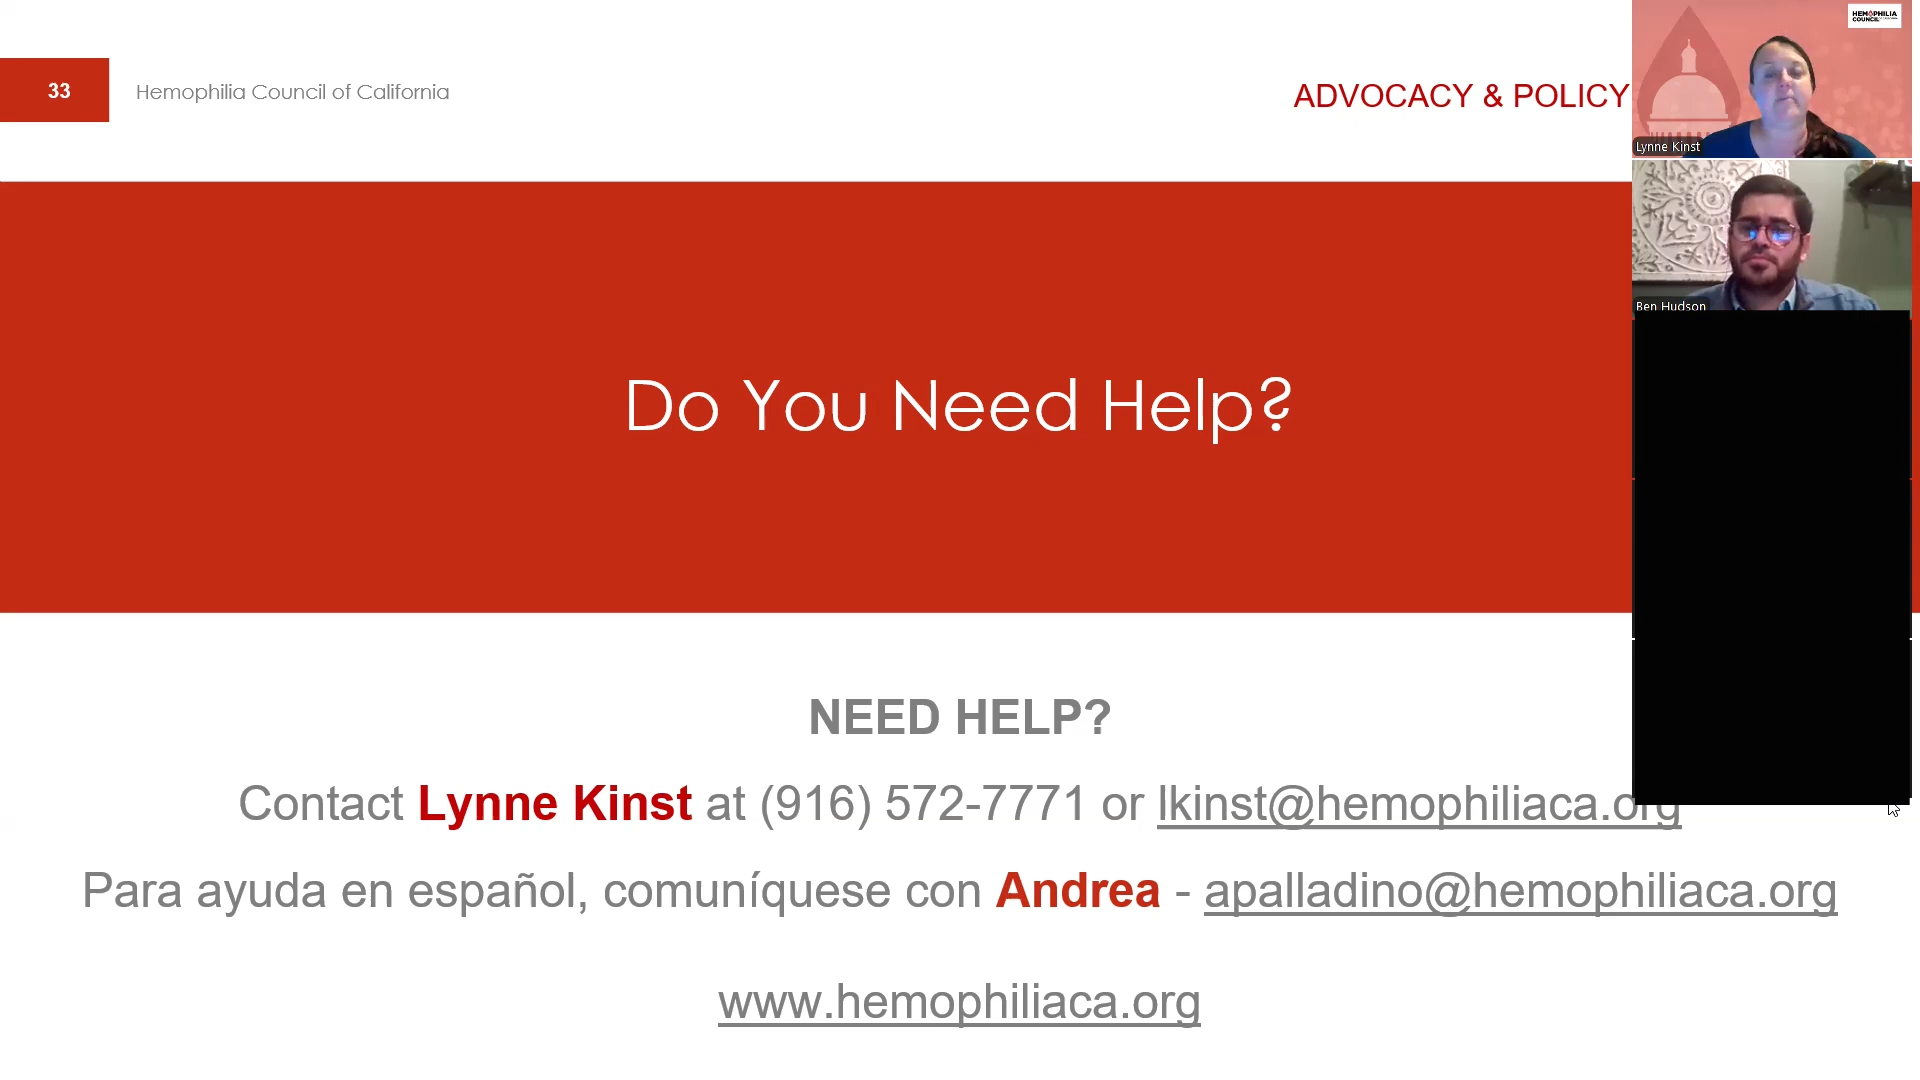 33
Hemophilia Council of California
ADVOCACY & POLICY
HEMOPHILIA
COUNCIL
Lynne Kinst
Ben Hudson
Do You Need Help?
NEED HELP?
Contact Lynne Kinst at (916) 572-7771 or lkinst@hemophiliaca.org
Para ayuda en español, comuníquese con Andrea - apalladino@hemophiliaca.org
www.hemophiliaca.org